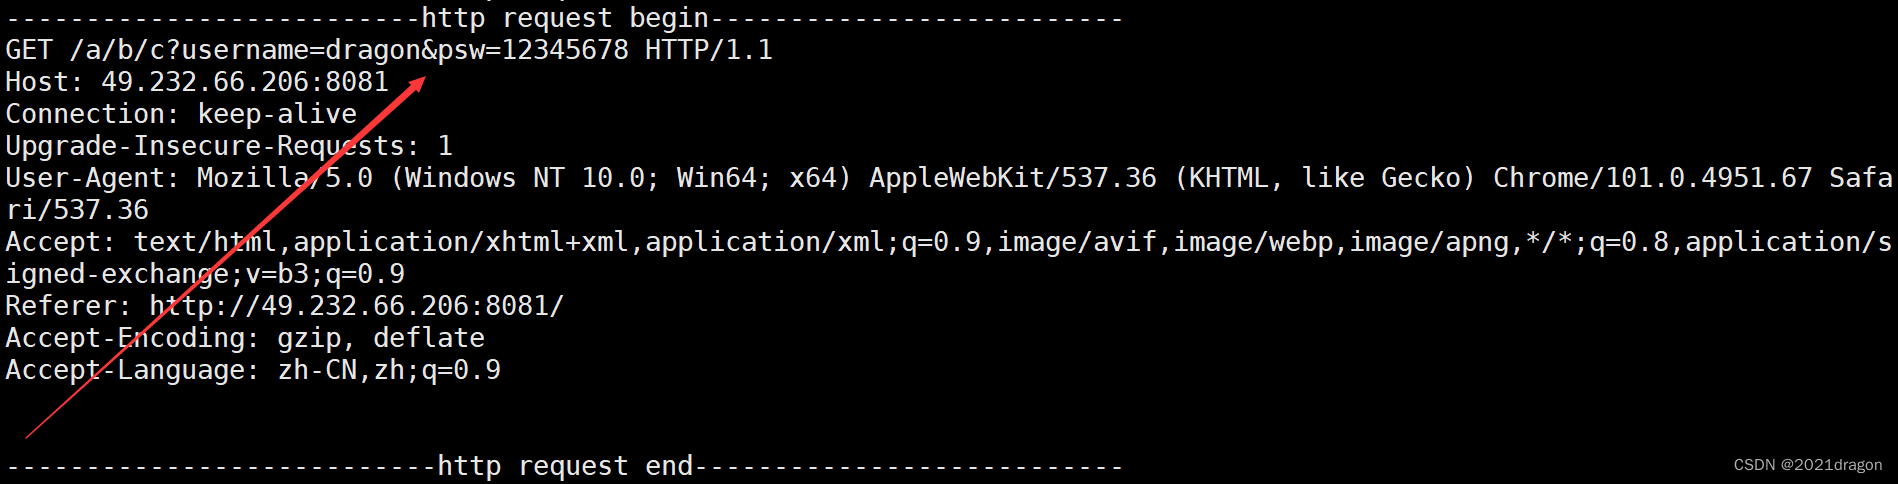 --------------------------http request begin--------------------------
GET /a/b/c?username=dragon&psw=12345678 HTTP/1.1
Host: 49.232.66.206:8081
Connection: keep-alive
Upgrade-Insecure-Requests: 1
User-Agent: Mozilla/5.0 (Windows NT 10.0; Win64; x64) AppleWebKit/537.36 (KHTML, like Gecko) Chrome/101.0.4951.67 Safa
ri/537.36
Accept: text/html,application/xhtml+xml,application/xml;q=0.9,image/avif,image/webp,image/apng,*/*;q=0.8,application/s
igned-exchange;v=b3;q=0.9
Referer: http://49.232.66.206:8081/
Accept-Encoding: gzip, deflate
Accept-Language: zh-CN,zh;q=0.9
---------------------------http request end---------------------------
CSDN @2021dragon